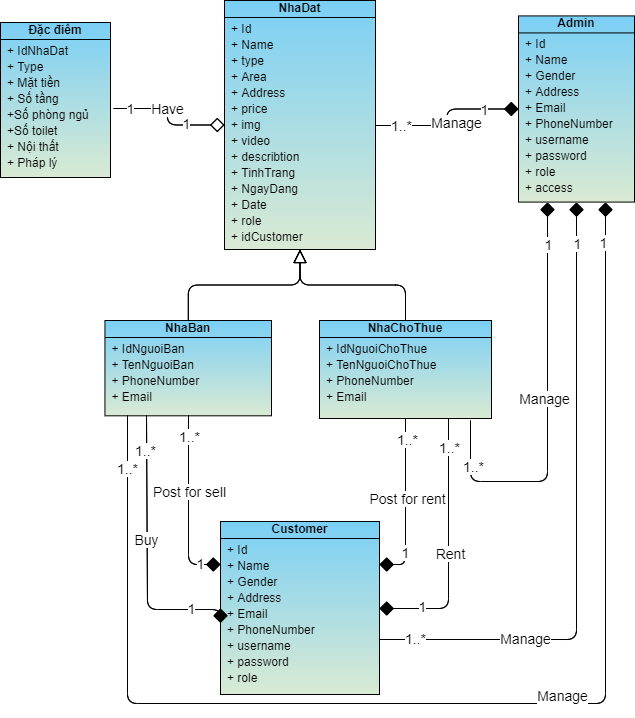 Đặc điểm
+ IdNhaDat
+ Type
+ Mặt tiền
+ Số tầng
+Số phòng ngủ
+Số toilet
+ Nội thất
+ Pháp lý
1
Have
1
NhaDat
+ Id
+ Name
+ type
+ Area
+ Address
+ price
+ img
+ video
+ describtion
+ TinhTrang
+ NgayDang
+ Date
+ role
+ idCustomer
1..*
Manage
1
Admin
+ Id
+ Name
+ Gender
+ Address
+ Email
+ PhoneNumber
+ username
+ password
+ role
+ access
1
1
1
NhaBan
+ IdNguoiBan
+ TenNguoiBan
+ PhoneNumber
+ Email
NhaChoThue
+ IdNguoiChoThue
+ TenNguoiChoThue
+ PhoneNumber
+ Email
Manage
1..*
1..*
1..*
1..*
1..*
1..*
Post for sell
Post for rent
Buy
Rent
1
1
1
1
Customer
+ Id
+ Name
+ Gender
+ Address
+ Email
+ PhoneNumber
+ username
+ password
+ role
1..*
Manage
Manage